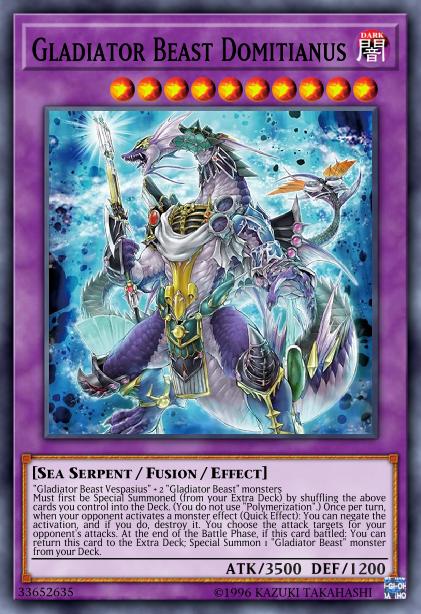 GLADIATOR BEAST DOMITIANUS
DARK
闇
[SEA SERPENT / FUSION / EFFECT]
"Gladiator Beast Vespasius" + 2 "Gladiator Beast" monsters
Must first be Special Summoned (from your Extra Deck) by shuffling the above
cards you control into the Deck. (You do not use "Polymerization".) Once per turn,
when your opponent activates a monster effect (Quick Effect): You can negate the
activation, and if you do, destroy it. You choose the attack targets for your
opponent's attacks. At the end of the Battle Phase, if this card battled: You can
return this card to the Extra Deck; Special Summon 1 "Gladiator Beast" monster
from your Deck.
ATK/3500 DEF/1200
33652635
©1996 KAZUKI TAKAHASHI